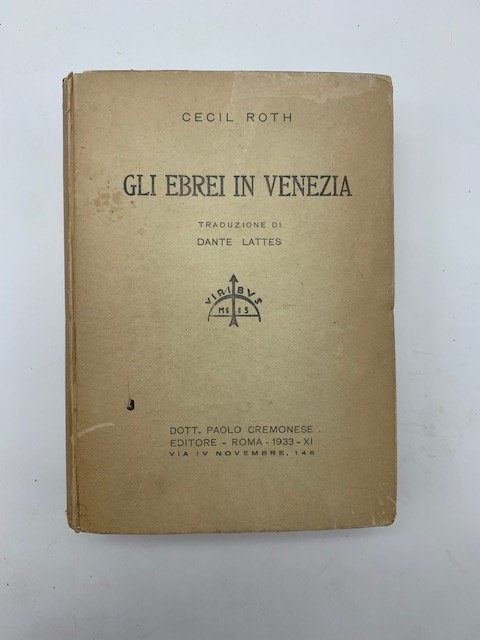 CECIL ROTH
GLI EBREI IN VENEZIA
TRADUZIONE DI
DANTE LATTES
VIRIBVS
MEIS
DOTT. PAOLO CREMONESE
EDITORE - ROMA - 1933 - XI
VIA IV NOVEMBRE, 146